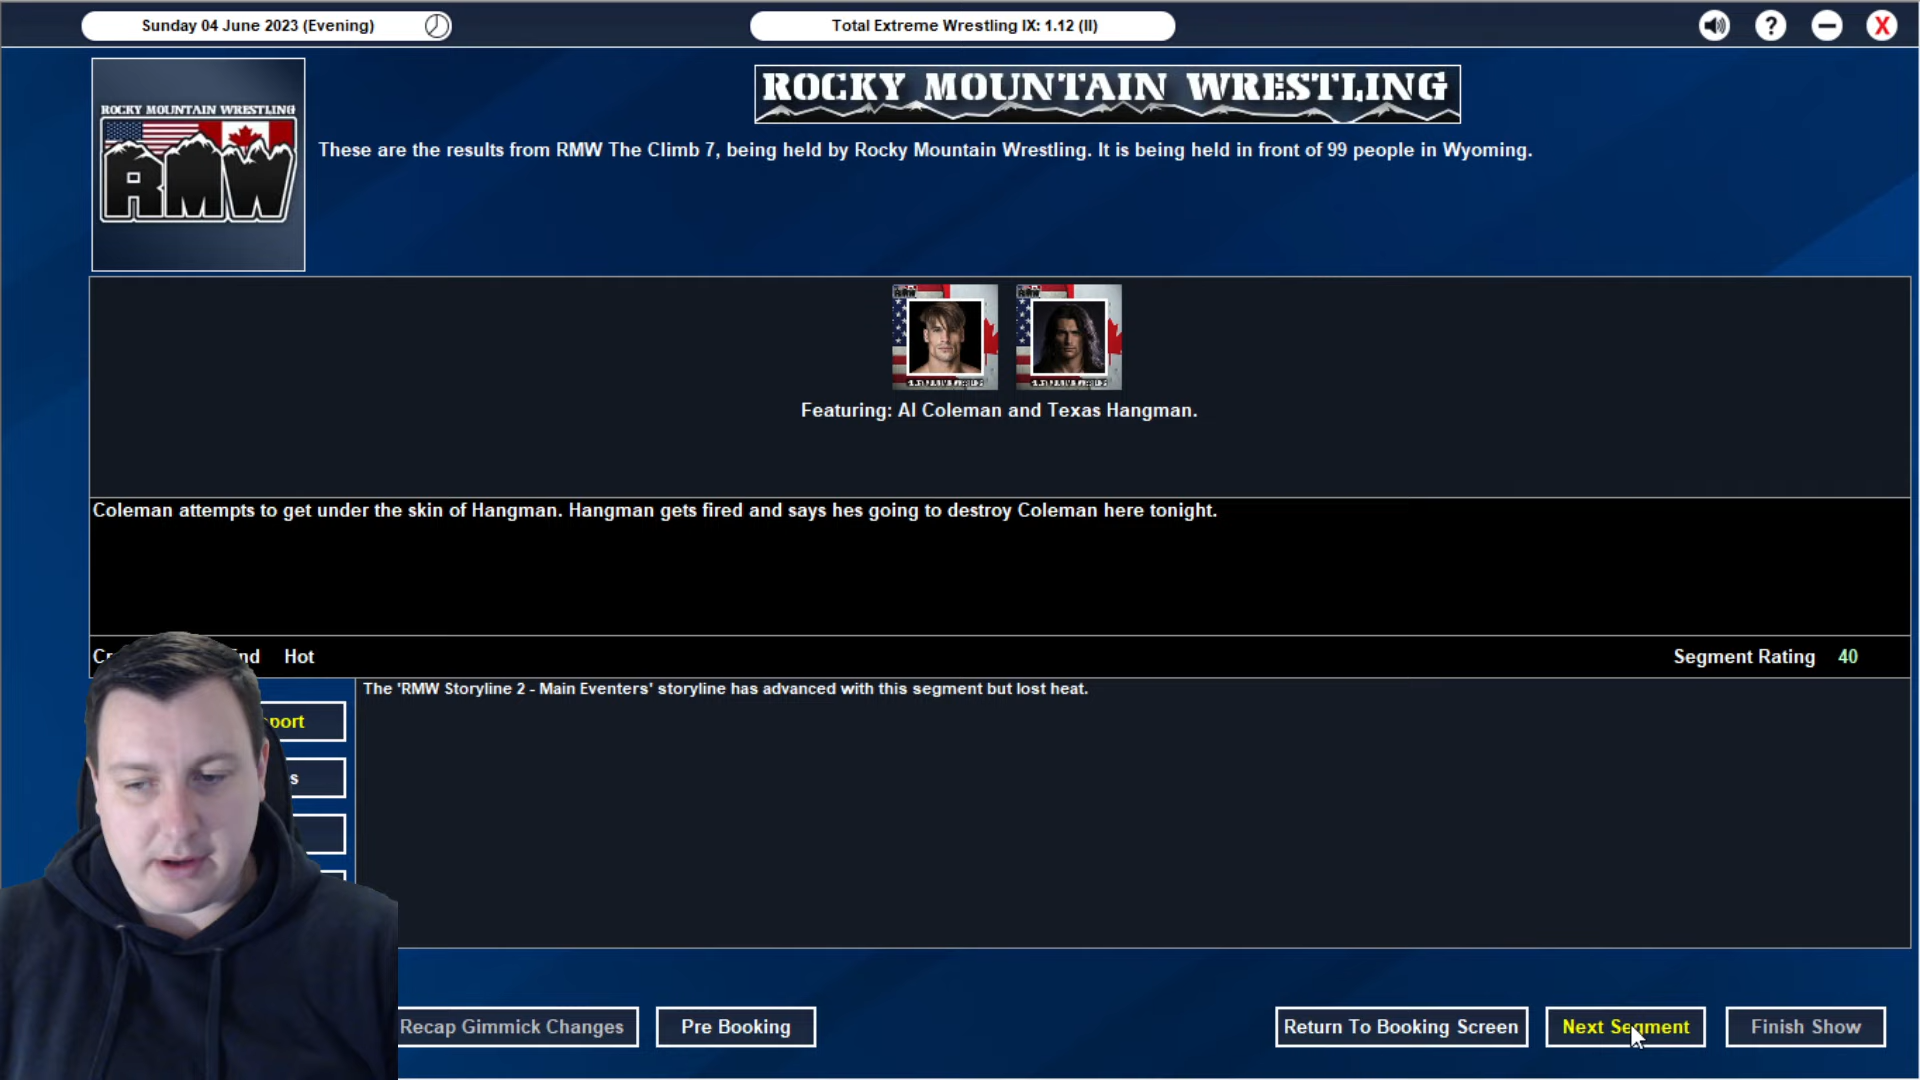 Sunday 04 June 2023 (Evening)
Total Extreme Wrestling IX: 1.12 (II)
?
X
ROCKY MOUNTAIN WRESTLING
RMW
ROCKY MOUNTAIN WRESTLING
These are the results from RMW The Climb 7, being held by Rocky Mountain Wrestling. It is being held in front of 99 people in Wyoming.
Featuring: Al Coleman and Texas Hangman.
Coleman attempts to get under the skin of Hangman. Hangman gets fired and says hes going to destroy Coleman here tonight.
Hot
Segment Rating 40
The 'RMW Storyline 2 - Main Eventers' storyline has advanced with this segment but lost heat.
Recap Gimmick Changes
Pre Booking
Return To Booking Screen
Next Segment
Finish Show